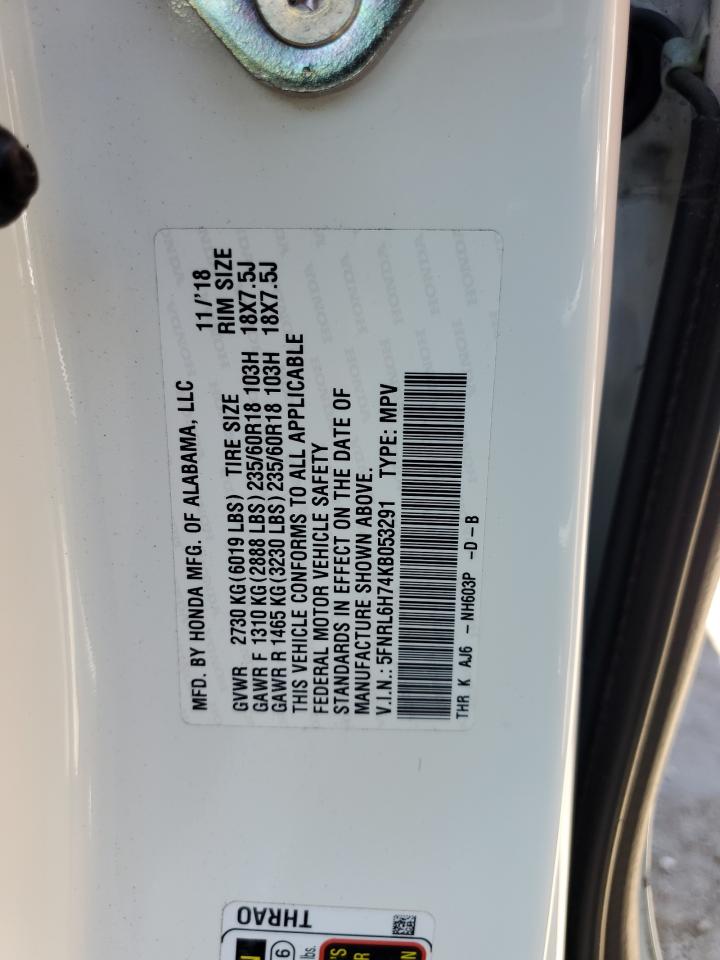 MFD. BY HONDA MFG. OF ALABAMA, LLC 11/'18
GVWR 2730 KG(6019 LBS) TIRE SIZE RIM SIZE
GAWR F 1310 KG(2888 LBS)235/60R18 103H 18X7.5J
GAWR R 1465 KG(3230 LBS)235/60R18 103H 18X7.5J
THIS VEHICLE CONFORMS TO ALL APPLICABLE
FEDERAL MOTOR VEHICLE SAFETY
STANDARDS IN EFFECT ON THE DATE OF
MANUFACTURE SHOWN ABOVE.
V.I.N.: 5FNRL6H74KB053291 TYPE: MPV
THR K AJ6 - NH603P -D-B
THRAO
6
lbs.